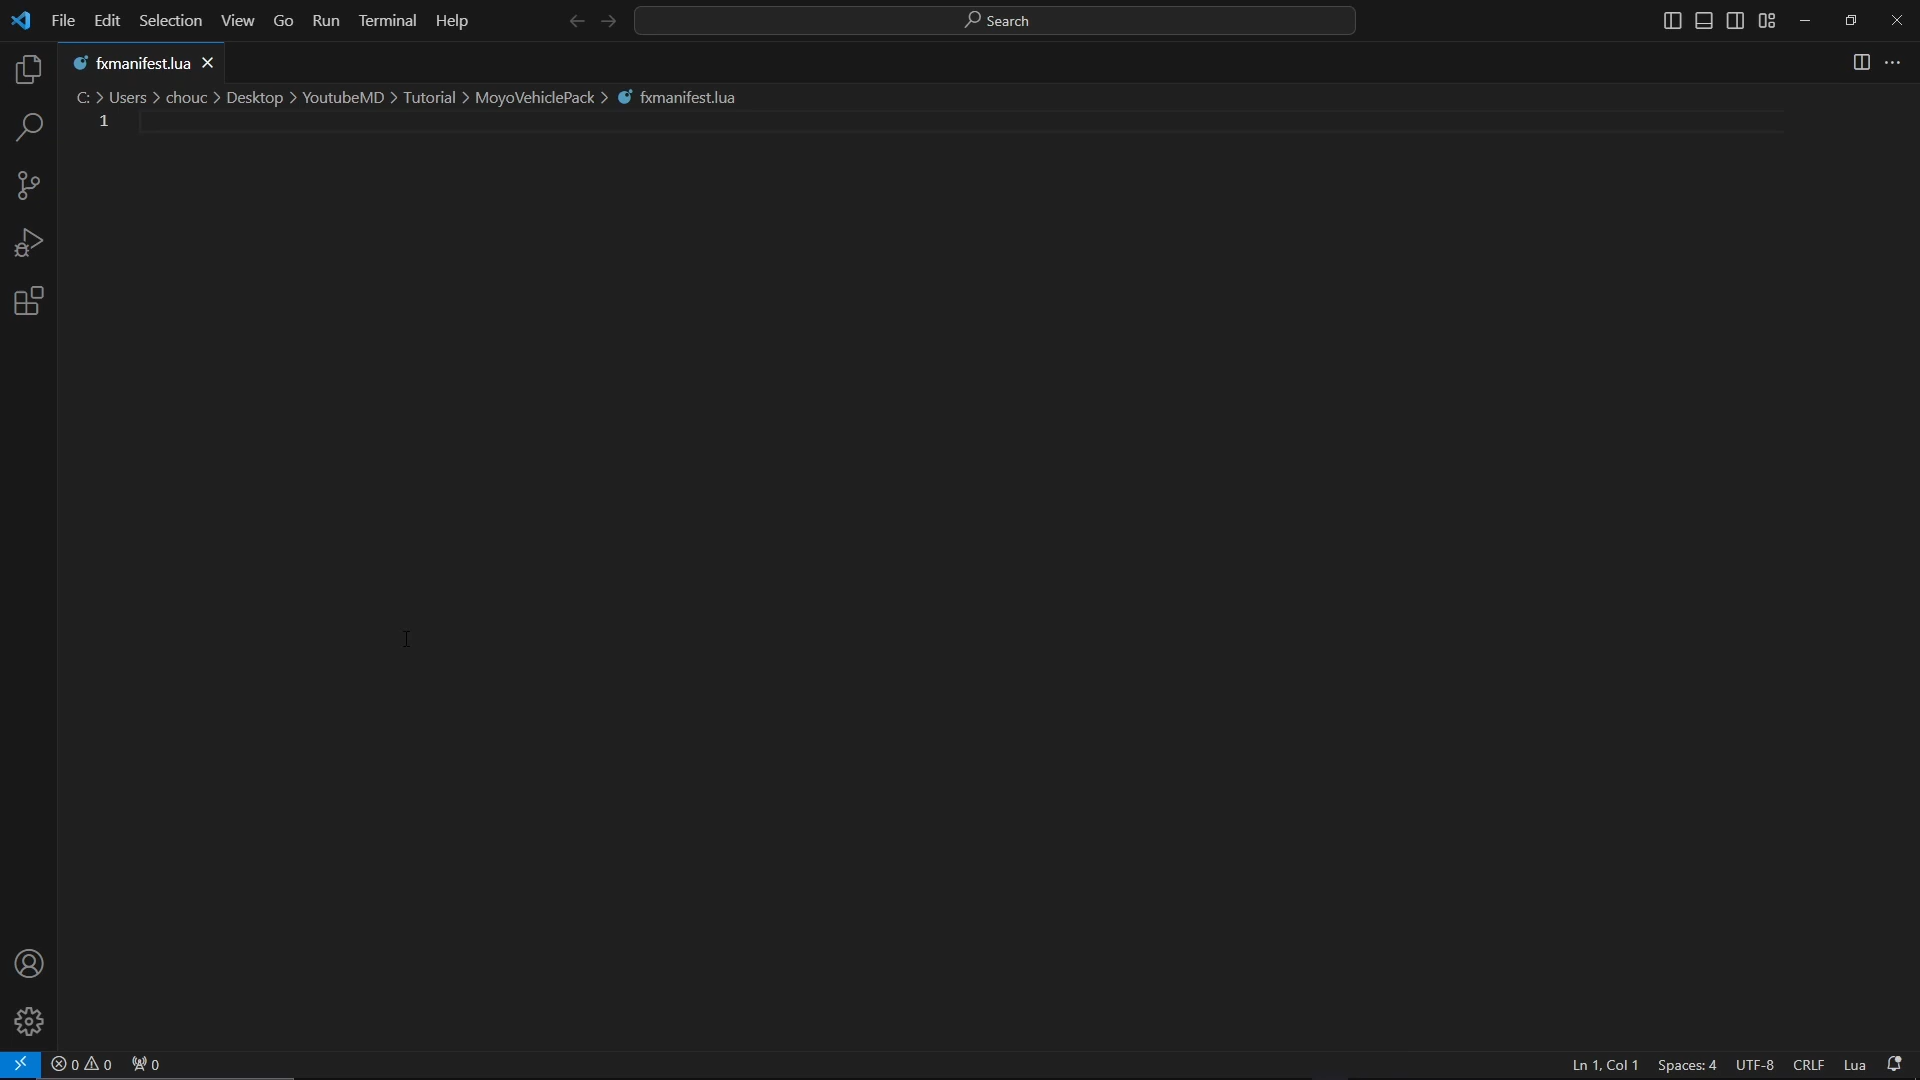 File Edit Selection View Go Run Terminal Help Search
fxmanifest.lua
C: > Users > chouc > Desktop > YoutubeMD > Tutorial > MoyoVehiclePack > fxmanifest.lua
1
0 0 0 Ln 1, Col 1 Spaces: 4 UTF-8 CRLF Lua